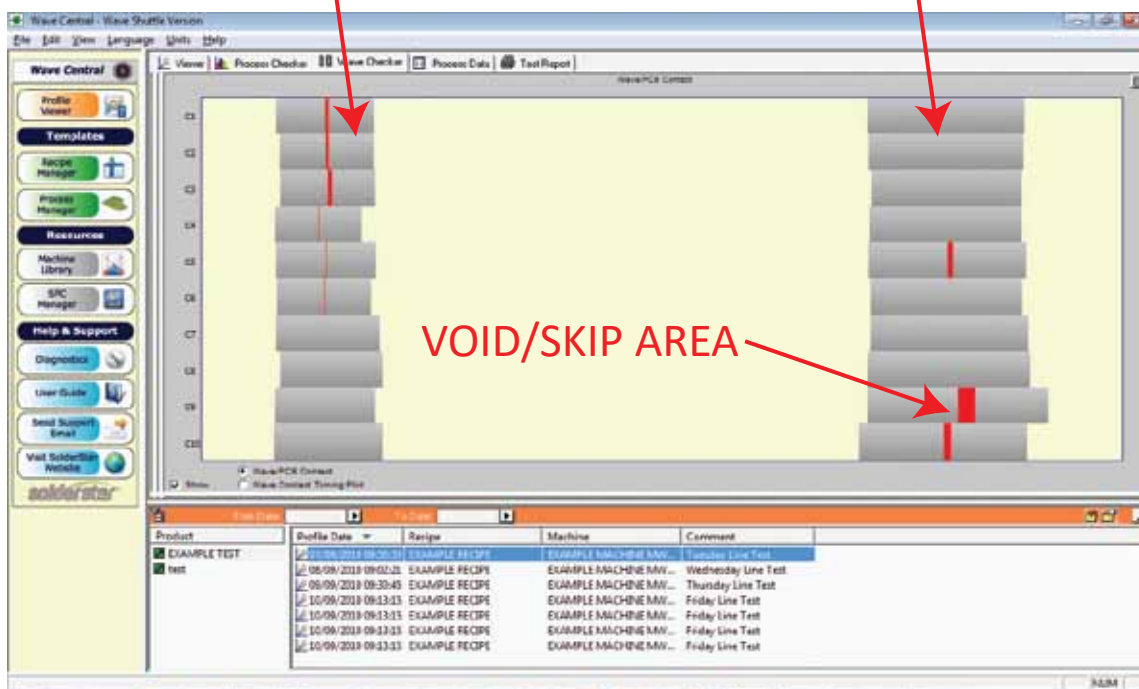 Wave Central - Wave Shuttle Version
File Edit View Language Units Help
Viewer Process Checker Wave Checker Process Data Test Report
Wave/PCB Contact
Wave Central
Profile Viewer
Templates
Recipe Manager
Process Manager
Resources
Machine Library
SPC Manager
Help & Support
Diagnostics
User Guide
Send Support Email
Visit SolderStar Website
solderstar
C1
C2
C3
C4
C5
C6
C7
C8
C9
C10
VOID/SKIP AREA
Show
Wave/PCB Contact
Wave Contact Timing Plot
From Date To Date
Product Profile Date Recipe Machine Comment
EXAMPLE TEST
test
EXAMPLE RECIPE EXAMPLE MACHINE MW... Tuesday Line Test
08/09/2010 09:02:21 EXAMPLE RECIPE EXAMPLE MACHINE MW... Wednesday Line Test
09/09/2010 09:30:45 EXAMPLE RECIPE EXAMPLE MACHINE MW... Thursday Line Test
10/09/2010 09:13:13 EXAMPLE RECIPE EXAMPLE MACHINE MW... Friday Line Test
10/09/2010 09:13:13 EXAMPLE RECIPE EXAMPLE MACHINE MW... Friday Line Test
10/09/2010 09:13:13 EXAMPLE RECIPE EXAMPLE MACHINE MW... Friday Line Test
10/09/2010 09:13:13 EXAMPLE RECIPE EXAMPLE MACHINE MW... Friday Line Test
NUM